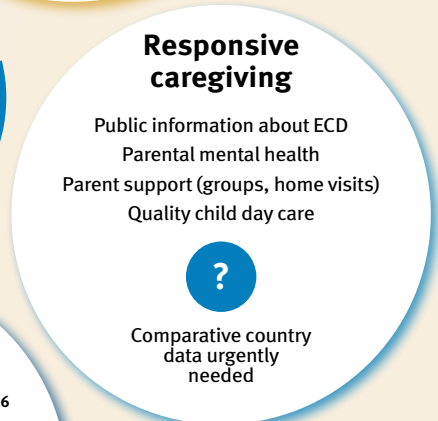 Responsive
caregiving
Public information about ECD
Parental mental health
Parent support (groups, home visits)
Quality child day care
?
Comparative country
data urgently
needed
6